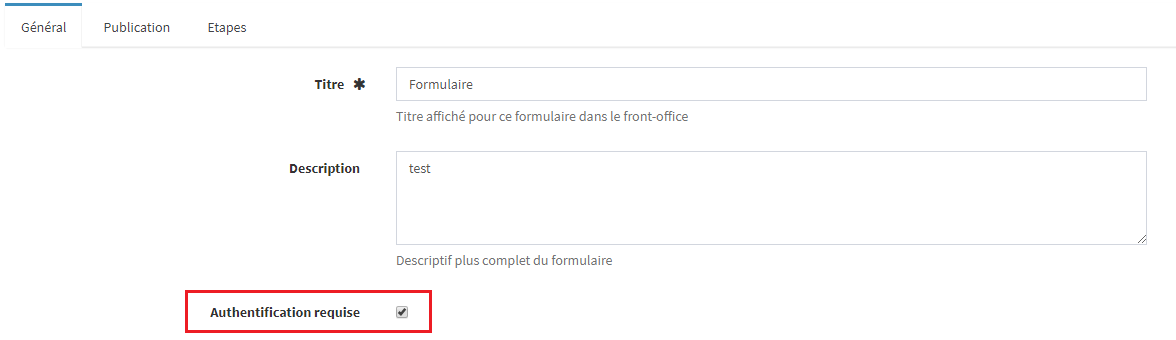 Général Publication Etapes
Titre ✱ Formulaire
Titre affiché pour ce formulaire dans le front-office
Description test
Descriptif plus complet du formulaire
Authentification requise